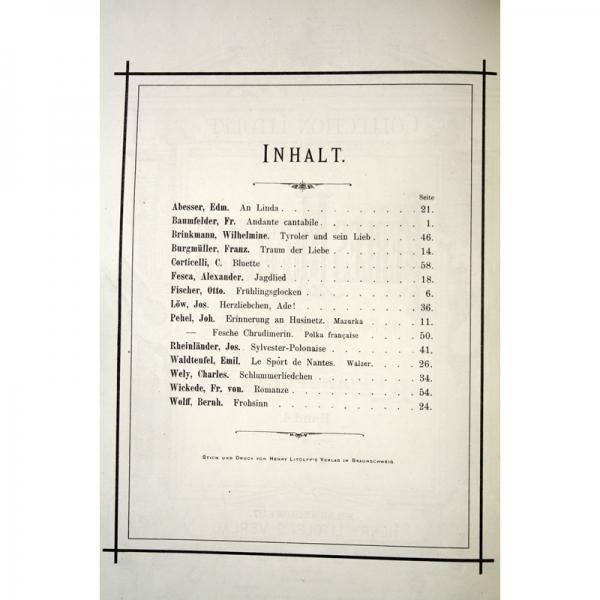 INHALT.
Seite
Abesser, Edm. An Linda . . . . . . . . . . . . 21.
Baumfelder, Fr. Andante cantabile . . . . . . . . . 1.
Brinkmann, Wilhelmine. Tyroler und sein Lieb . . . . 46.
Burgmüller, Franz. Traum der Liebe . . . . . . . . 14.
Corticelli, C. Bluette . . . . . . . . . . . . . 58.
Fesca, Alexander. Jagdlied . . . . . . . . . . . 18.
Fischer, Otto. Frühlingsglocken . . . . . . . . . . 6.
Löw, Jos. Herzliebchen, Ade! . . . . . . . . . . . 36.
Pehel, Joh. Erinnerung an Husinetz. Mazurka . . . . . 11.
— Fesche Chrudimerin. Polka française . . . . 50.
Rheinländer, Jos. Sylvester-Polonaise . . . . . . . . 41.
Waldtenfel, Emil. Le Spôrt de Nantes. Walzer. . . . . 26.
Wely, Charles. Schlummerliedchen . . . . . . . . . 34.
Wickede, Fr. von. Romanze . . . . . . . . . . . 54.
Wolff, Bernh. Frohsinn . . . . . . . . . . . . 24.
STICH UND DRUCK VON HENRY LITOLFF'S VERLAG IN BRAUNSCHWEIG.